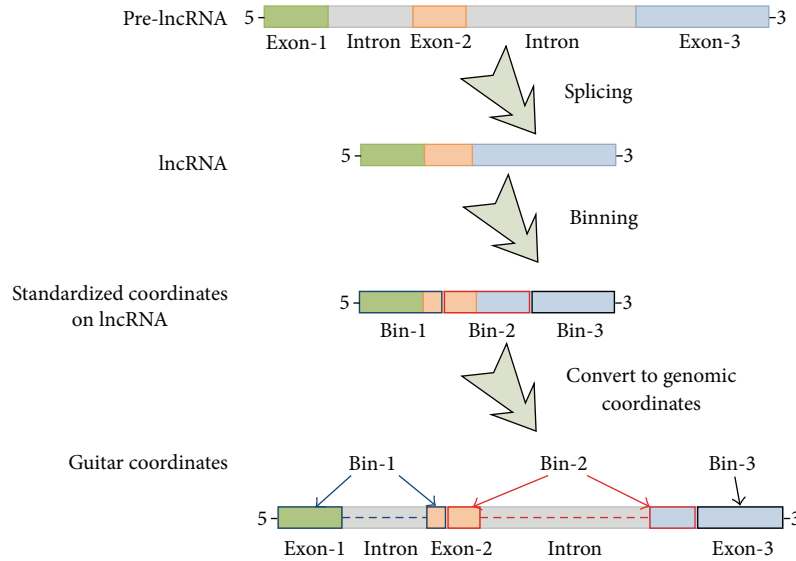 Pre-lncRNA 5 3
Exon-1 Intron Exon-2 Intron Exon-3
Splicing
lncRNA 5 3
Binning
Standardized coordinates
on lncRNA
5 3
Bin-1 Bin-2 Bin-3
Convert to genomic
coordinates
Guitar coordinates
Bin-1 Bin-2 Bin-3
5 3
Exon-1 Intron Exon-2 Intron Exon-3